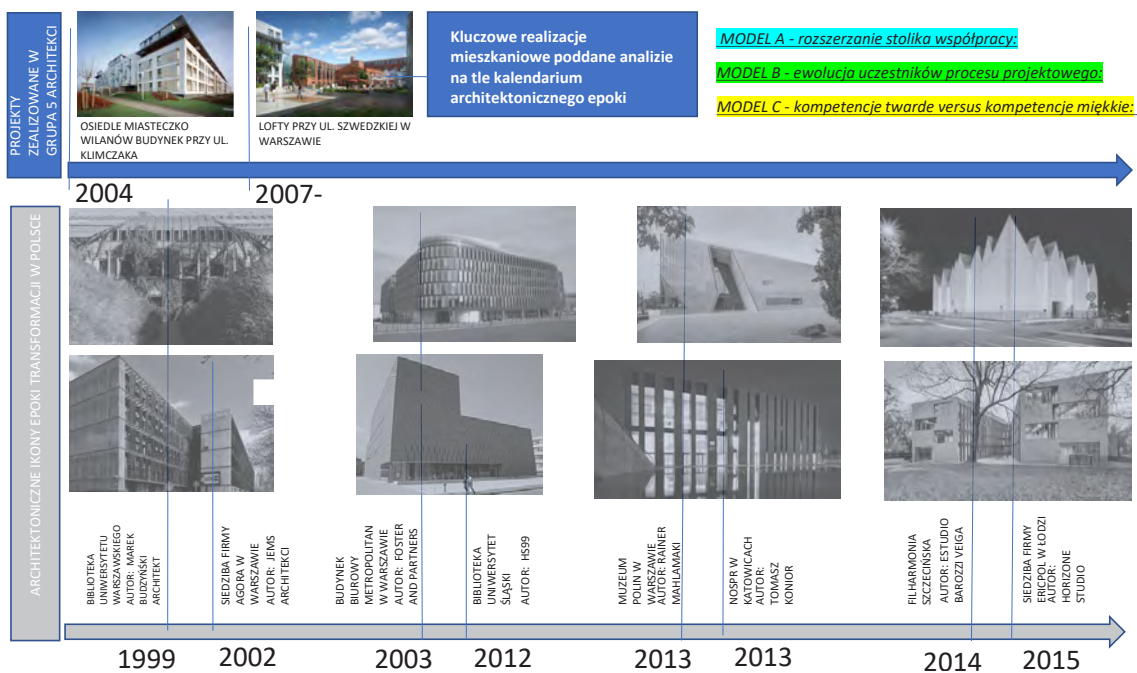 PROJEKTY
ZEALIZOWANE W
GRUPA 5 ARCHITEKCI
OSIEDLE MIASTECZKO
WILANÓW BUDYNEK PRZY UL.
KLIMCZAKA
LOFTY PRZY UL. SZWEDZKIEJ W
WARSZAWIE
Kluczowe realizacje
mieszkaniowe poddane analizie
na tle kalendarium
architektonicznego epoki
MODEL A - rozszerzanie stolika współpracy:
MODEL B - ewolucja uczestników procesu projektowego:
MODEL C - kompetencje twarde versus kompetencje miękkie:
2004
2007-
ARCHITEKTONICZNE IKONY EPOKI TRANSFORMACJI W POLSCE
BIBLIOTEKA
UNIWERSYTETU
WARSZAWSKIEGO
AUTOR: MAREK
BUDZYŃSKI
ARCHITEKT
SIEDZIBA FIRMY
AGORA W
WARSZAWIE
AUTOR: JEMS
ARCHITEKCI
BUDYNEK
BIUROWY
METROPOLITAN
W WARSZAWIE
AUTOR: FOSTER
AND PARTNERS
BIBLIOTEKA
UNIWERSYTET
ŚLĄSKI
AUTOR: HS99
MUZEUM
POLIN W
WARSZAWIE
AUTOR: RAINER
MAHLAMAKI
NOSPR W
KATOWICACH
AUTOR:
TOMASZ
KONIOR
FILHARMONIA
SZCZECIŃSKA
AUTOR: ESTUDIO
BAROZZI VEIGA
SIEDZIBA FIRMY
ERICPOL W ŁODZI
AUTOR:
HORIZONE
STUDIO
1999
2002
2003
2012
2013
2013
2014
2015